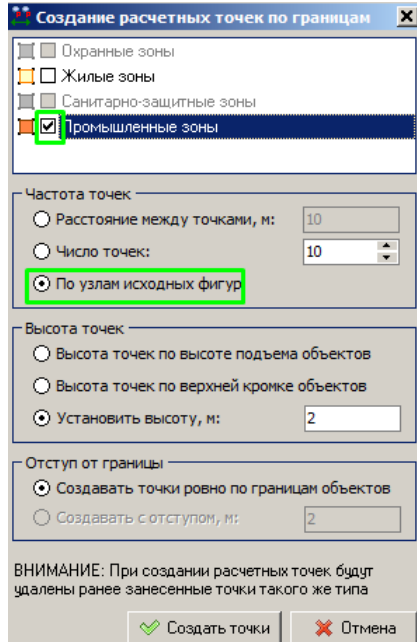 Создание расчетных точек по границам
Охранные зоны
Жилые зоны
Санитарно-защитные зоны
Промышленные зоны
Частота точек
Расстояние между точками, м: 10
Число точек: 10
По узлам исходных фигур
Высота точек
Высота точек по высоте подъема объектов
Высота точек по верхней кромке объектов
Установить высоту, м: 2
Отступ от границы
Создавать точки ровно по границам объектов
Создавать с отступом, м: 2
ВНИМАНИЕ: При создании расчетных точек будут
удалены ранее занесенные точки такого же типа
Создать точки Отмена